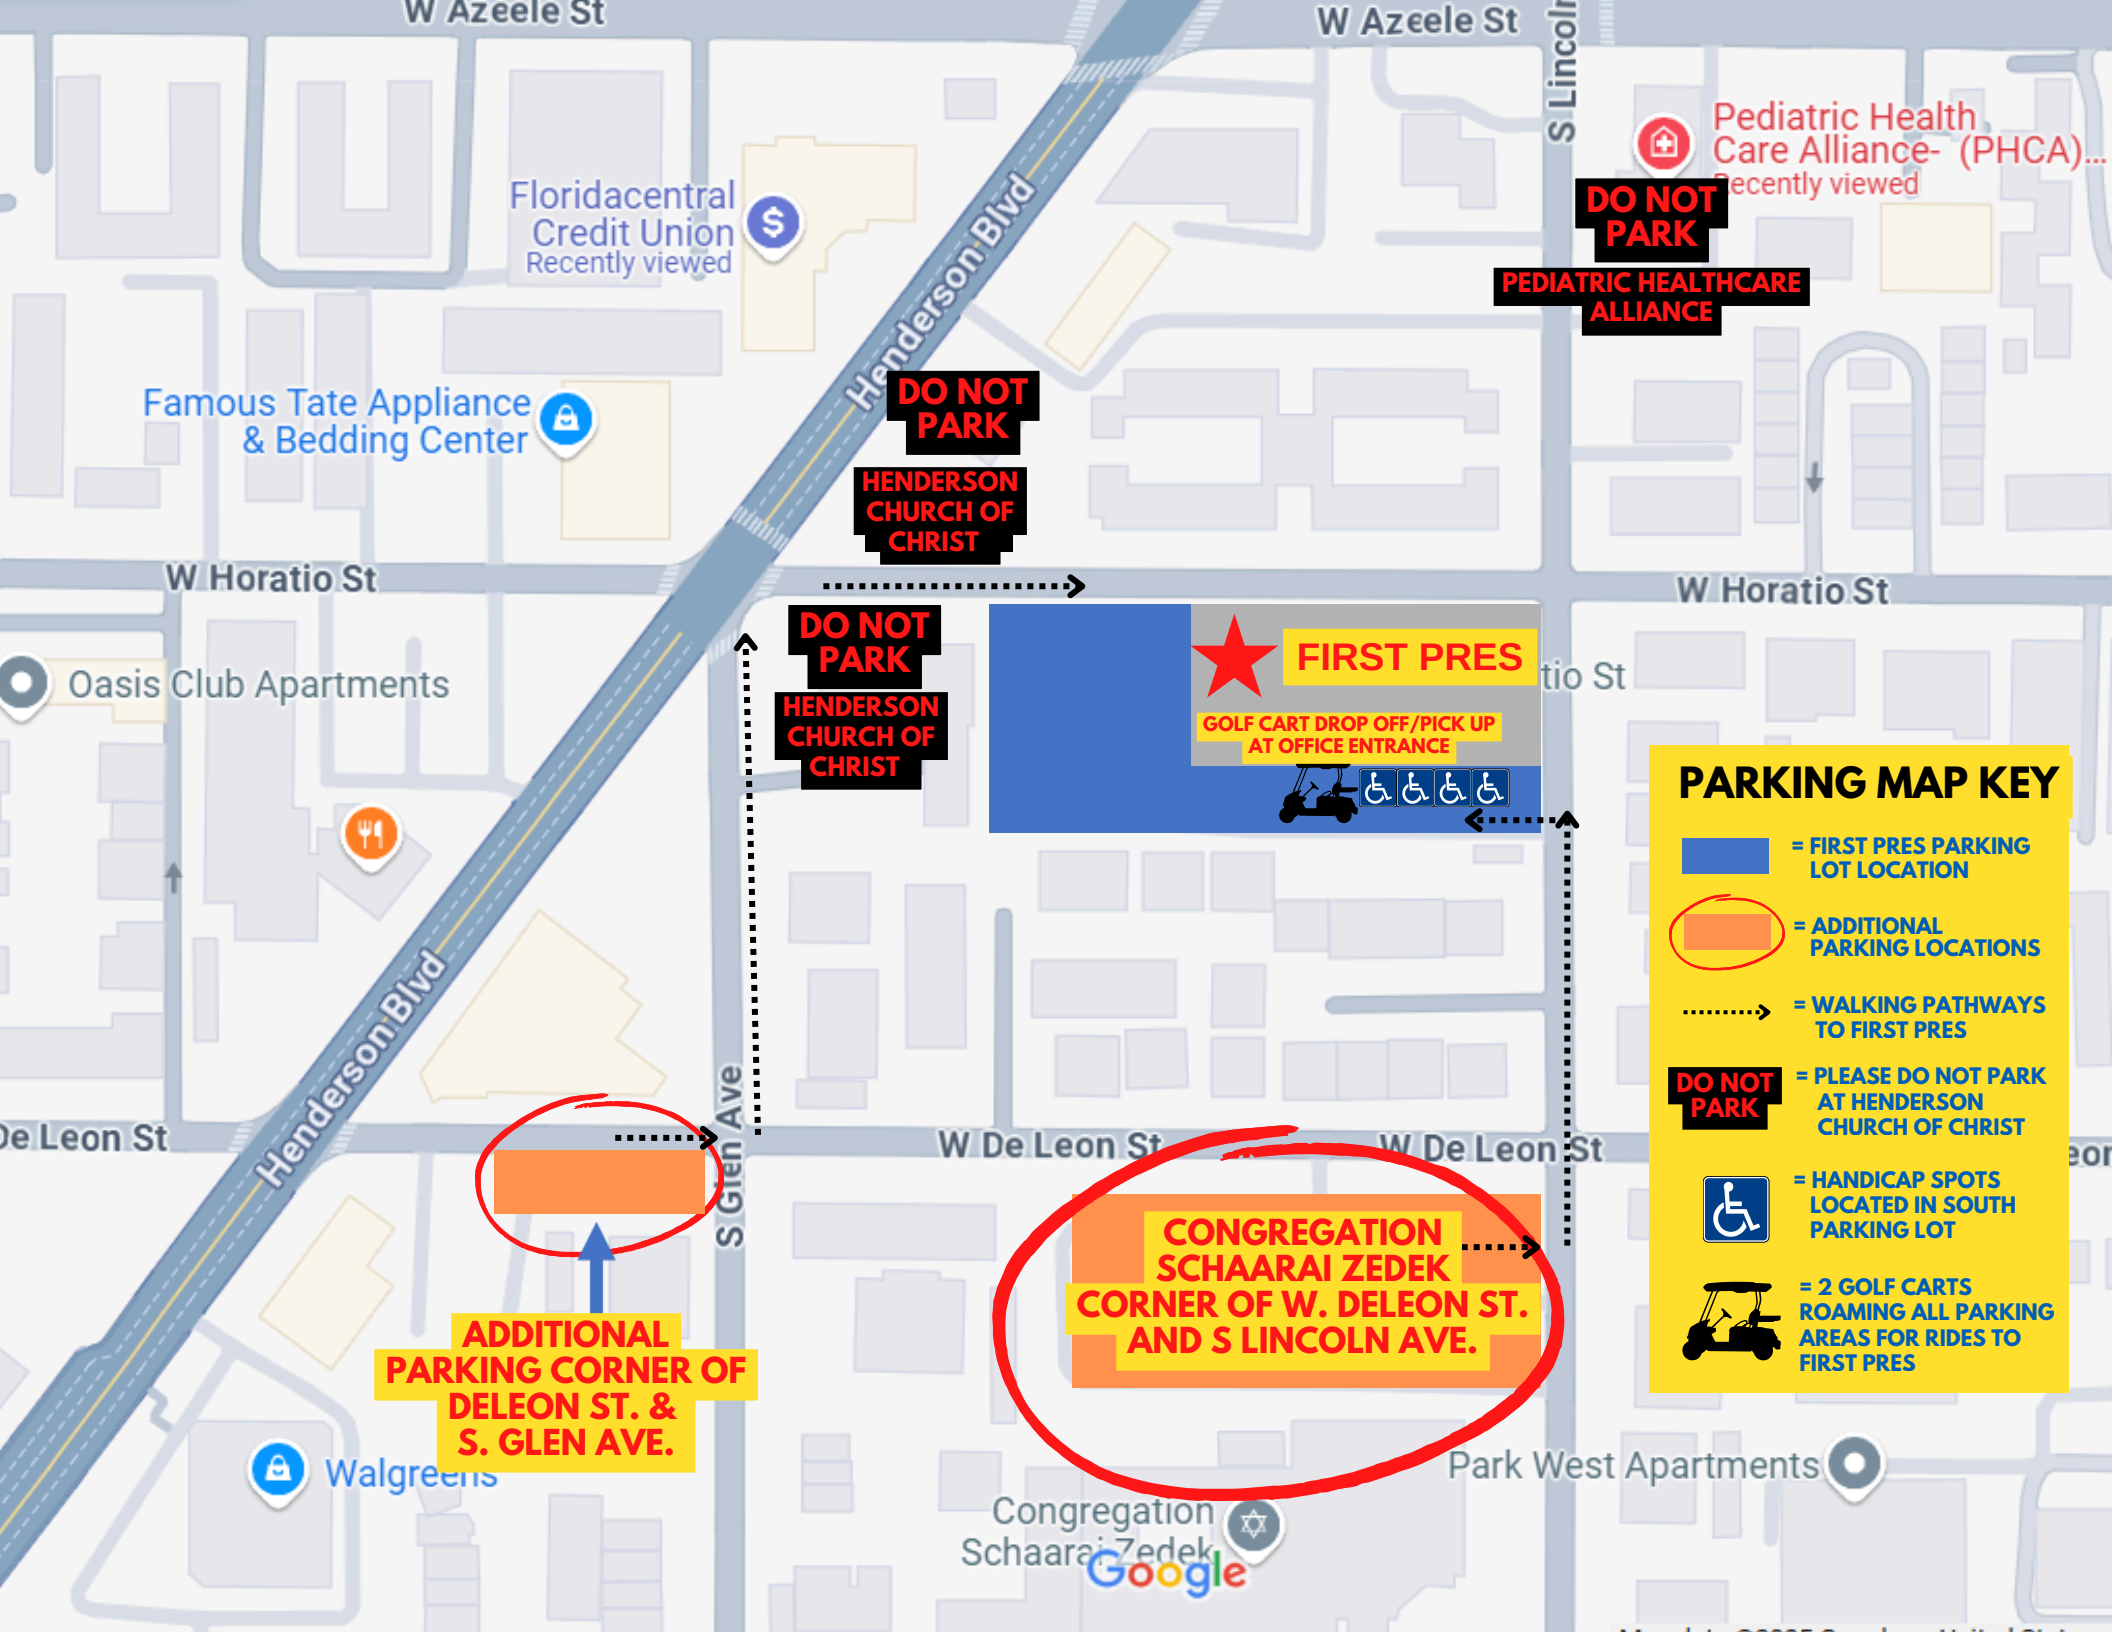 W Azeele St
W Azeele St
S Lincoln
Pediatric Health
Care Alliance- (PHCA)...
Recently viewed
DO NOT
PARK
PEDIATRIC HEALTHCARE
ALLIANCE
Floridacentral
Credit Union
Recently viewed
Henderson Blvd
Famous Tate Appliance
& Bedding Center
DO NOT
PARK
HENDERSON
CHURCH OF
CHRIST
W Horatio St
W Horatio St
DO NOT
PARK
HENDERSON
CHURCH OF
CHRIST
FIRST PRES
tio St
GOLF CART DROP OFF/PICK UP
AT OFFICE ENTRANCE
Oasis Club Apartments
PARKING MAP KEY
= FIRST PRES PARKING
LOT LOCATION
= ADDITIONAL
PARKING LOCATIONS
= WALKING PATHWAYS
TO FIRST PRES
DO NOT
PARK
= PLEASE DO NOT PARK
AT HENDERSON
CHURCH OF CHRIST
= HANDICAP SPOTS
LOCATED IN SOUTH
PARKING LOT
= 2 GOLF CARTS
ROAMING ALL PARKING
AREAS FOR RIDES TO
FIRST PRES
Henderson Blvd
De Leon St
S Glen Ave
W De Leon St
W De Leon St
CONGREGATION
SCHAARAI ZEDEK
CORNER OF W. DELEON ST.
AND S LINCOLN AVE.
ADDITIONAL
PARKING CORNER OF
DELEON ST. &
S. GLEN AVE.
Walgreens
Park West Apartments
Congregation
Schaarai Zedek
Google